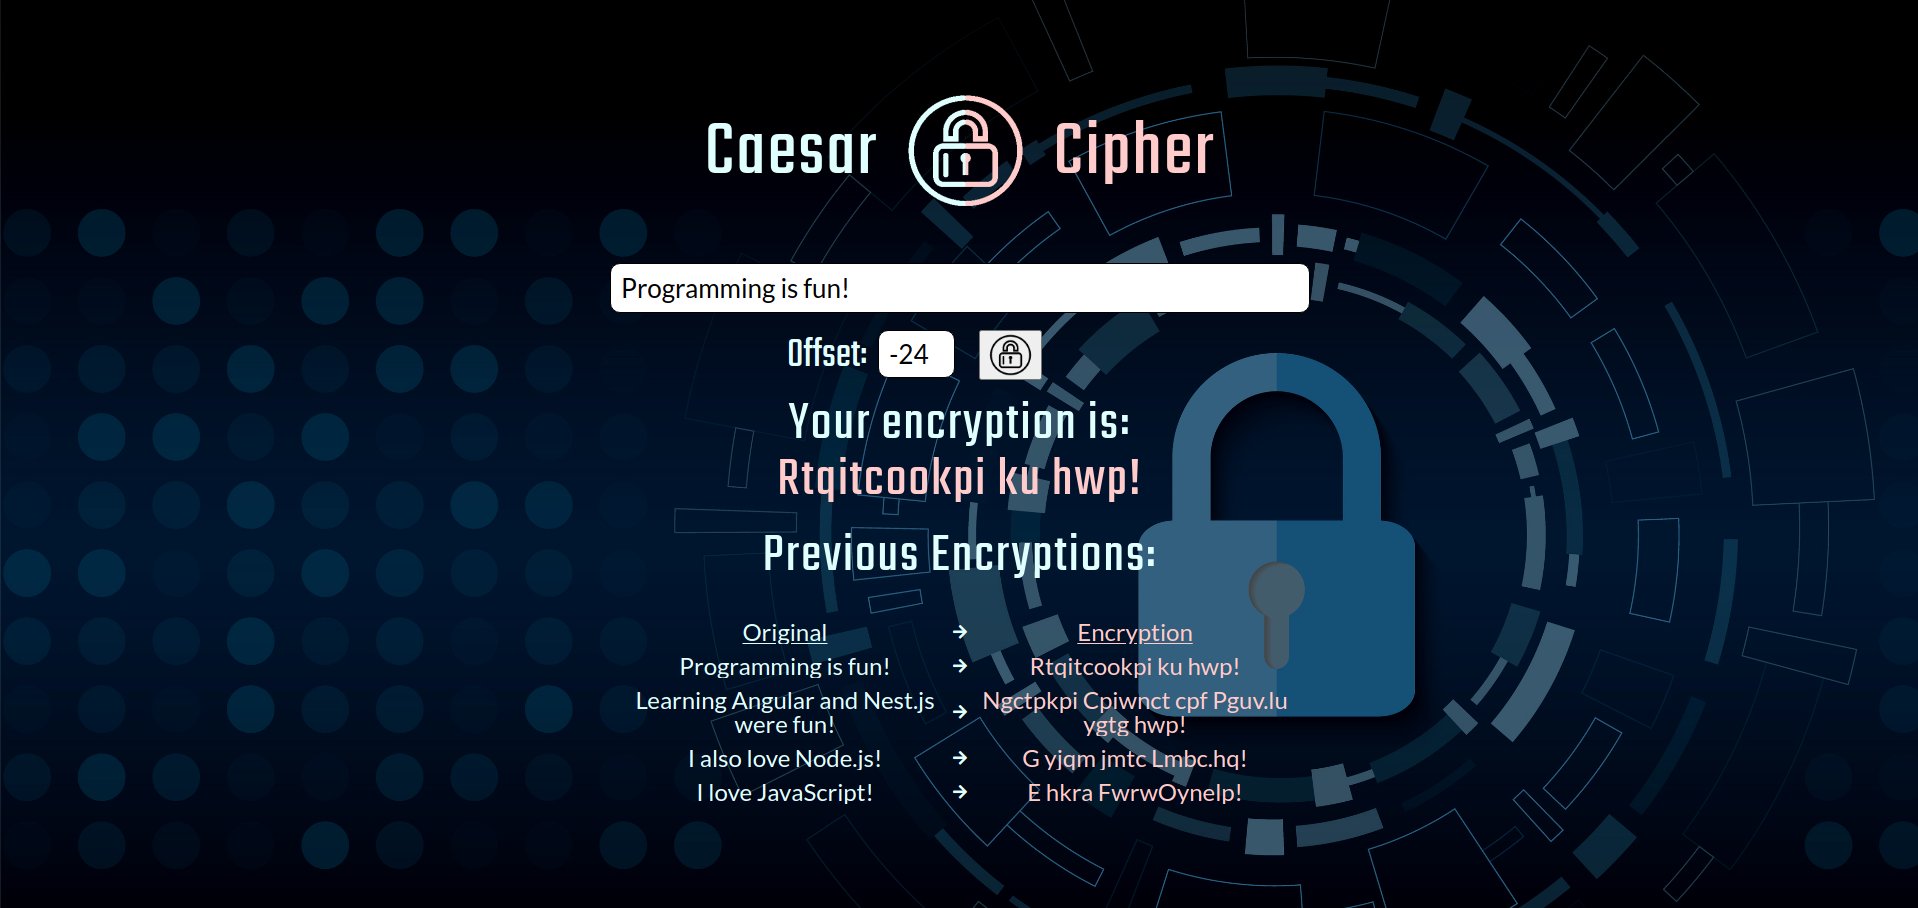 Caesar Cipher
Programming is fun!
Offset: -24
Your encryption is:
Rtqitcookpi ku hwp!
Previous Encryptions:
Original → Encryption
Programming is fun! → Rtqitcookpi ku hwp!
Learning Angular and Nest.js were fun! → Ngctpkpi Cpiwnct cpf Pguv.lu ygtg hwp!
I also love Node.js! → G yjqm jmtc Lmbc.hq!
I love JavaScript! → E hkra FwrwOynelp!